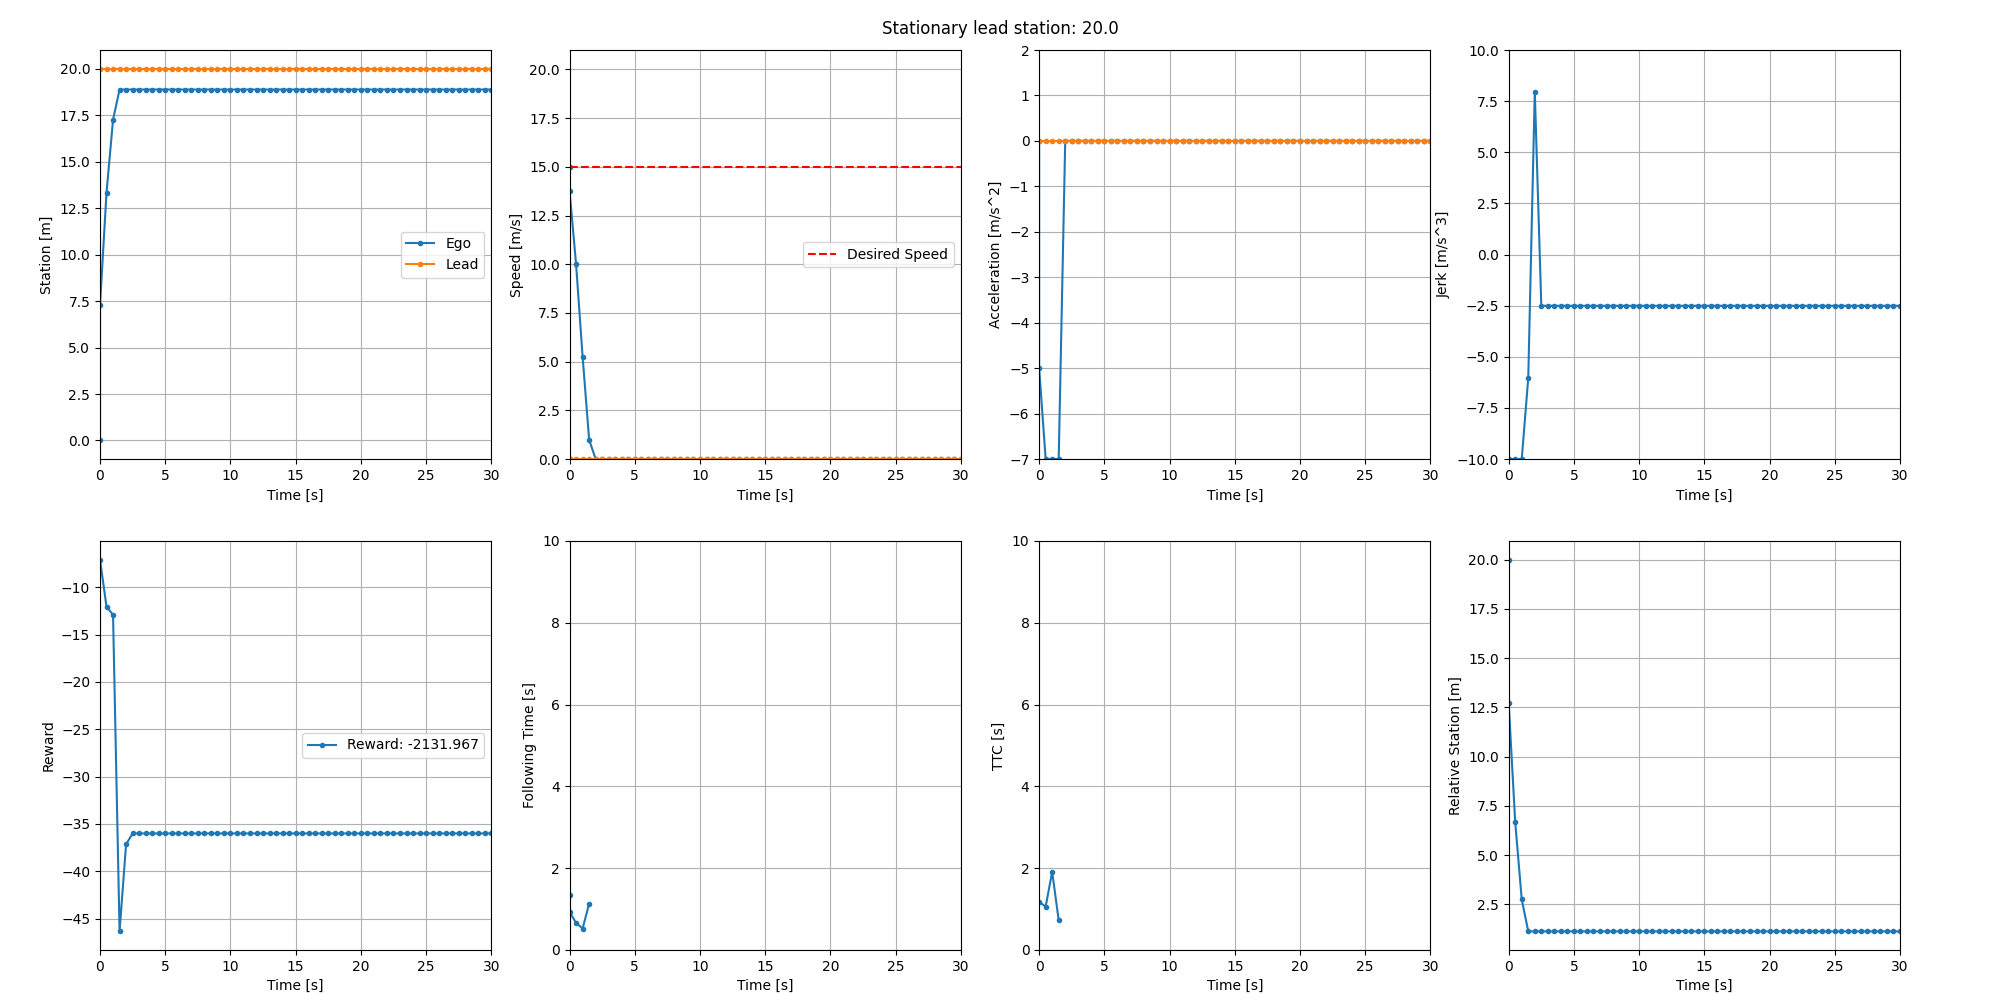 Stationary lead station: 20.0
20.0
17.5
15.0
12.5
10.0
7.5
5.0
2.5
0.0
Station [m]
0 5 10 15 20 25 30
Time [s]
Ego
Lead
20.0
17.5
15.0
12.5
10.0
7.5
5.0
2.5
0.0
Speed [m/s]
0 5 10 15 20 25 30
Time [s]
Desired Speed
2
1
0
−1
−2
−3
−4
−5
−6
−7
Acceleration [m/s^2]
0 5 10 15 20 25 30
Time [s]
10.0
7.5
5.0
2.5
0.0
−2.5
−5.0
−7.5
−10.0
Jerk [m/s^3]
0 5 10 15 20 25 30
Time [s]
−10
−15
−20
−25
−30
−35
−40
−45
Reward
0 5 10 15 20 25 30
Time [s]
Reward: -2131.967
10
8
6
4
2
0
Following Time [s]
0 5 10 15 20 25 30
Time [s]
10
8
6
4
2
0
TTC [s]
0 5 10 15 20 25 30
Time [s]
20.0
17.5
15.0
12.5
10.0
7.5
5.0
2.5
Relative Station [m]
0 5 10 15 20 25 30
Time [s]